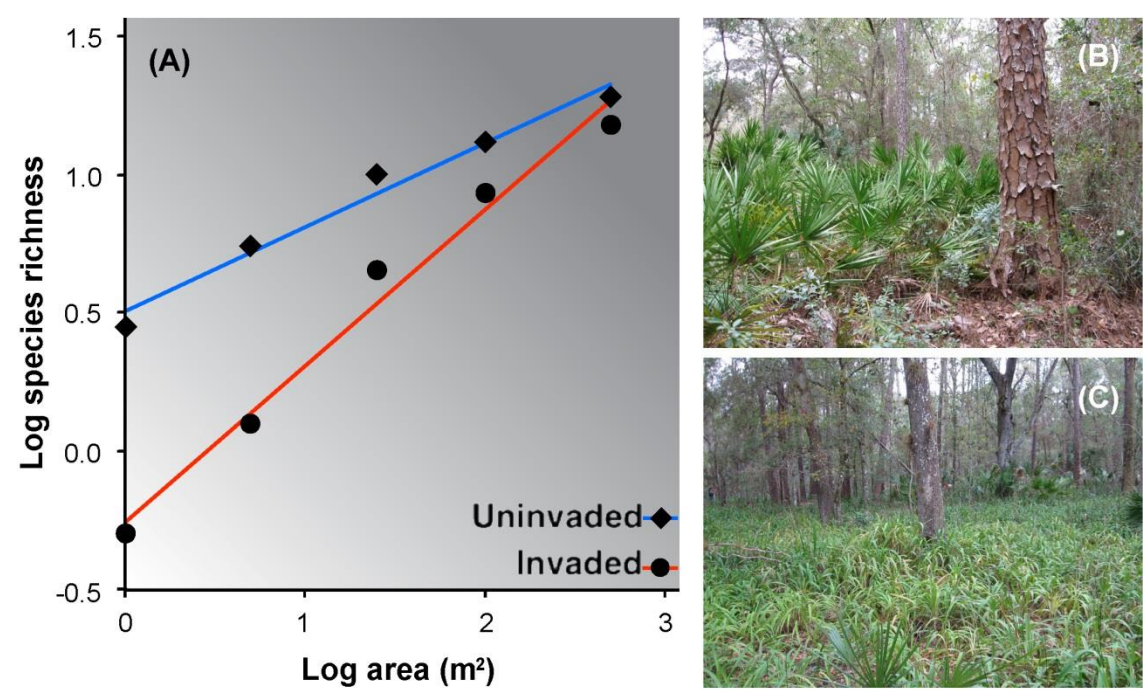 (A)
1.5
1.0
0.5
0.0
-0.5
Log species richness
Uninvaded
Invaded
0 1 2 3
Log area (m²)
(B)
(C)